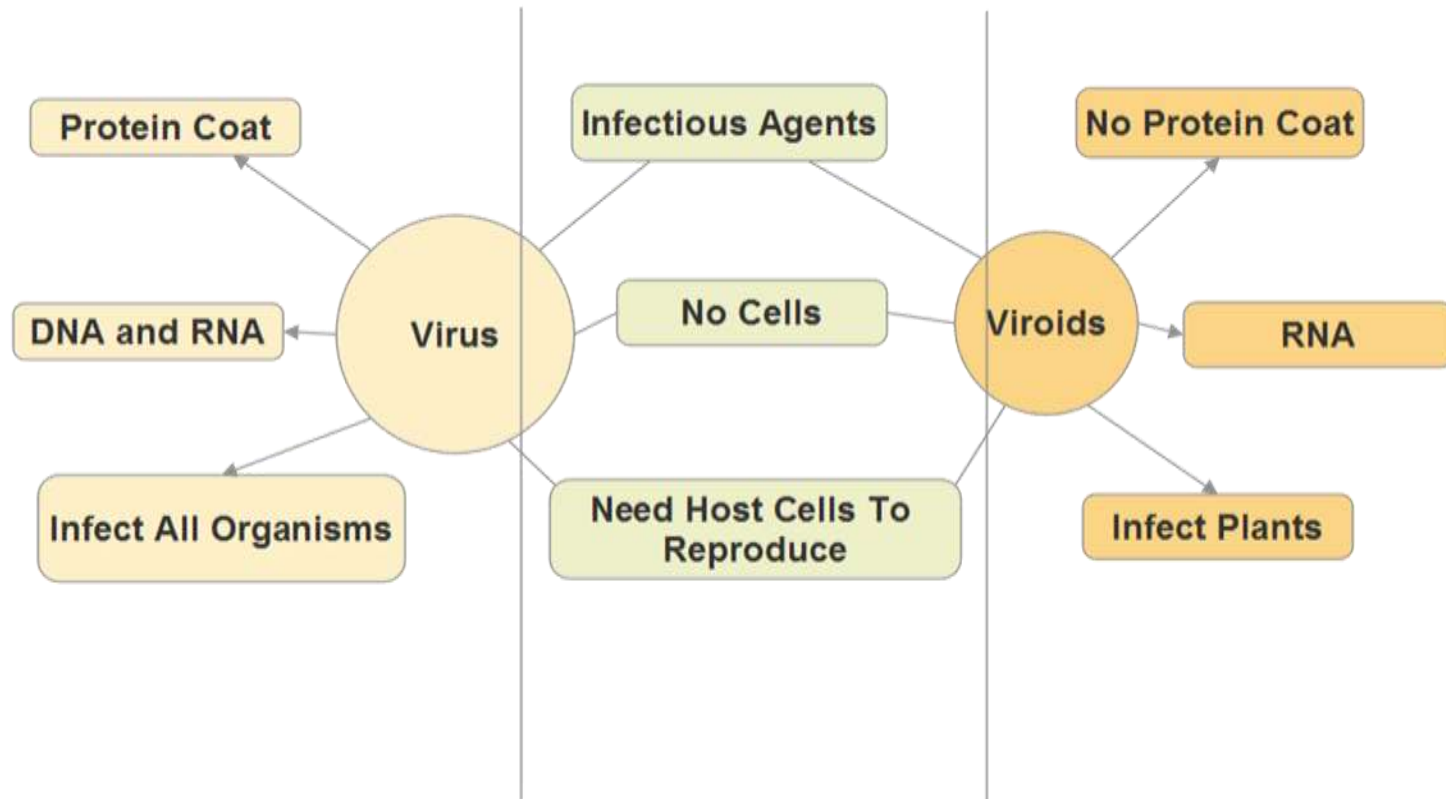 Protein Coat
Infectious Agents
No Protein Coat
DNA and RNA
Virus
No Cells
Viroids
RNA
Infect All Organisms
Need Host Cells To
Reproduce
Infect Plants